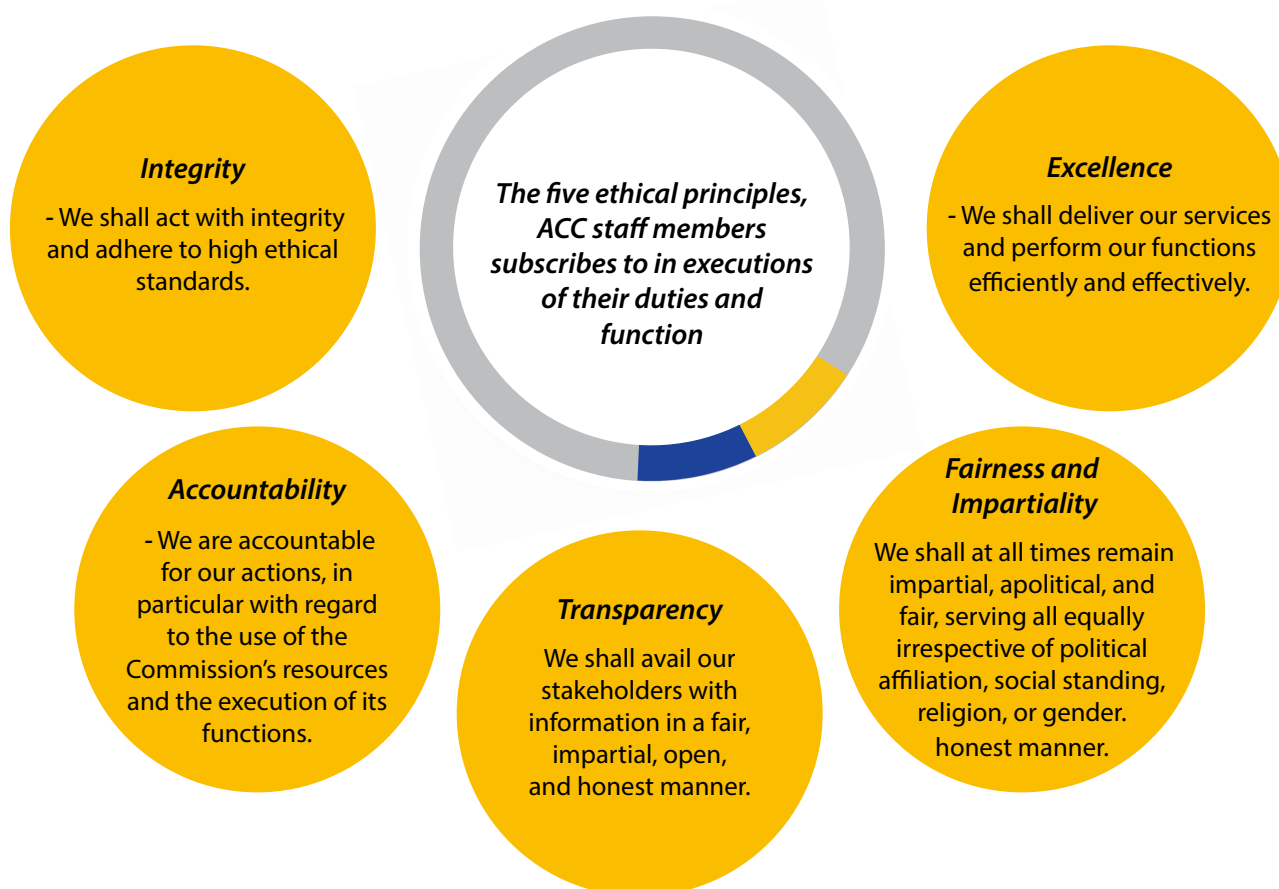 The five ethical principles,
ACC staff members
subscribes to in executions
of their duties and
function
Integrity
- We shall act with integrity
and adhere to high ethical
standards.
Accountability
- We are accountable
for our actions, in
particular with regard
to the use of the
Commission’s resources
and the execution of its
functions.
Transparency
We shall avail our
stakeholders with
information in a fair,
impartial, open,
and honest manner.
Fairness and
Impartiality
We shall at all times remain
impartial, apolitical, and
fair, serving all equally
irrespective of political
affiliation, social standing,
religion, or gender.
honest manner.
Excellence
- We shall deliver our services
and perform our functions
efficiently and effectively.